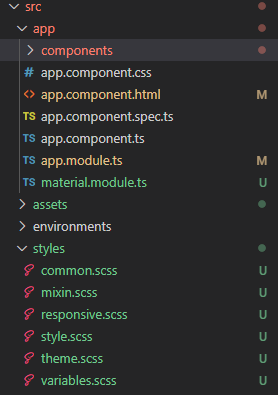 src
app
components
# app.component.css
<> app.component.html M
TS app.component.spec.ts
TS app.component.ts
TS app.module.ts M
TS material.module.ts U
assets
environments
styles
common.scss U
mixin.scss U
responsive.scss U
style.scss U
theme.scss U
variables.scss U